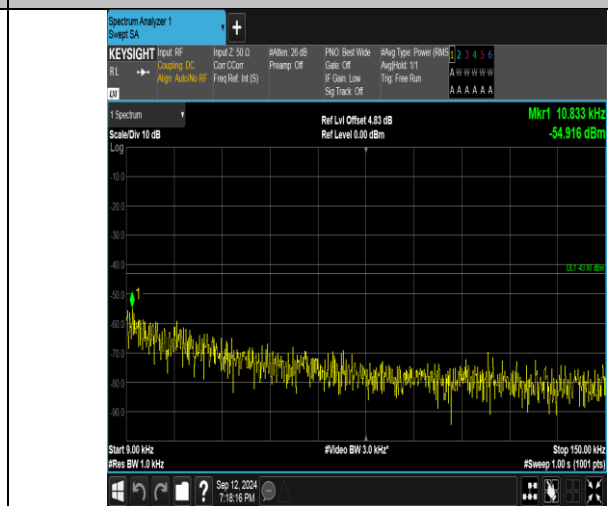 Spectrum Analyzer 1
Swept SA
+
KEYSIGHT Input: RF Input Z: 50 Ω #Atten: 26 dB PNO: Best Wide #Avg Type: Power (RMS 1 2 3 4 5 6
RL Coupling: DC Corr CCorr Preamp: Off Gate: Off Avg|Hold: 1/1 A W W W W W
Align: Auto/No RF Freq Ref: Int (S) IF Gain: Low Trig: Free Run
Sig Track: Off A A A A A A
1 Spectrum Ref Lvl Offset 4.83 dB Mkr1 10.833 kHz
Scale/Div 10 dB Ref Level 0.00 dBm -54.916 dBm
Log
-10.0
-20.0
-30.0
-40.0
DL1 -43.00 dBm
-50.0
1
-60.0
-70.0
-80.0
-90.0
Start 9.00 kHz #Video BW 3.0 kHz* Stop 150.00 kHz
#Res BW 1.0 kHz #Sweep 1.00 s (1001 pts)
? Sep 12, 2024
7:18:16 PM